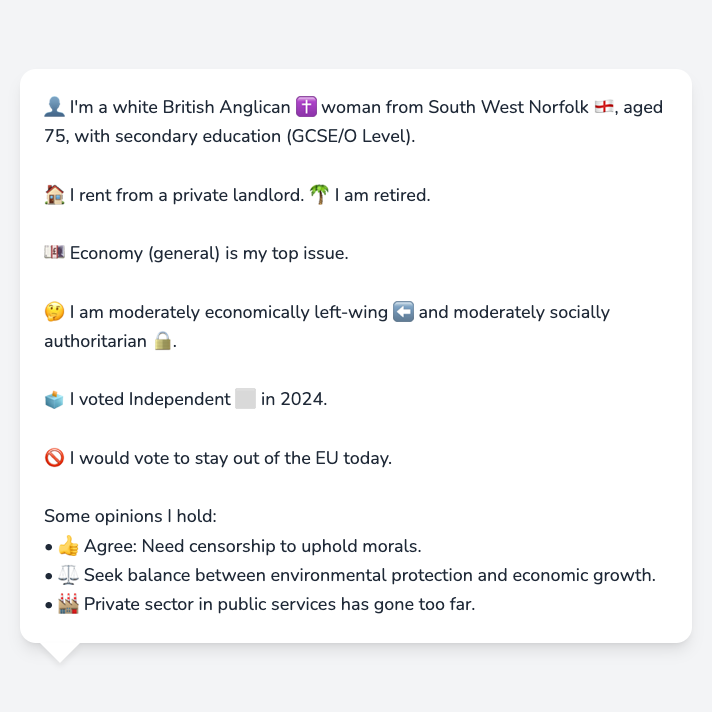 👤 I'm a white British Anglican ✝️ woman from South West Norfolk 🏴󠁧󠁢󠁥󠁮󠁧󠁿, aged
75, with secondary education (GCSE/O Level).
🏠 I rent from a private landlord. 🌴 I am retired.
💷 Economy (general) is my top issue.
🤔 I am moderately economically left-wing ⬅️ and moderately socially
authoritarian 🔒.
🗳️ I voted Independent ⬜ in 2024.
🚫 I would vote to stay out of the EU today.
Some opinions I hold:
• 👍 Agree: Need censorship to uphold morals.
• ⚖️ Seek balance between environmental protection and economic growth.
• 🏭 Private sector in public services has gone too far.